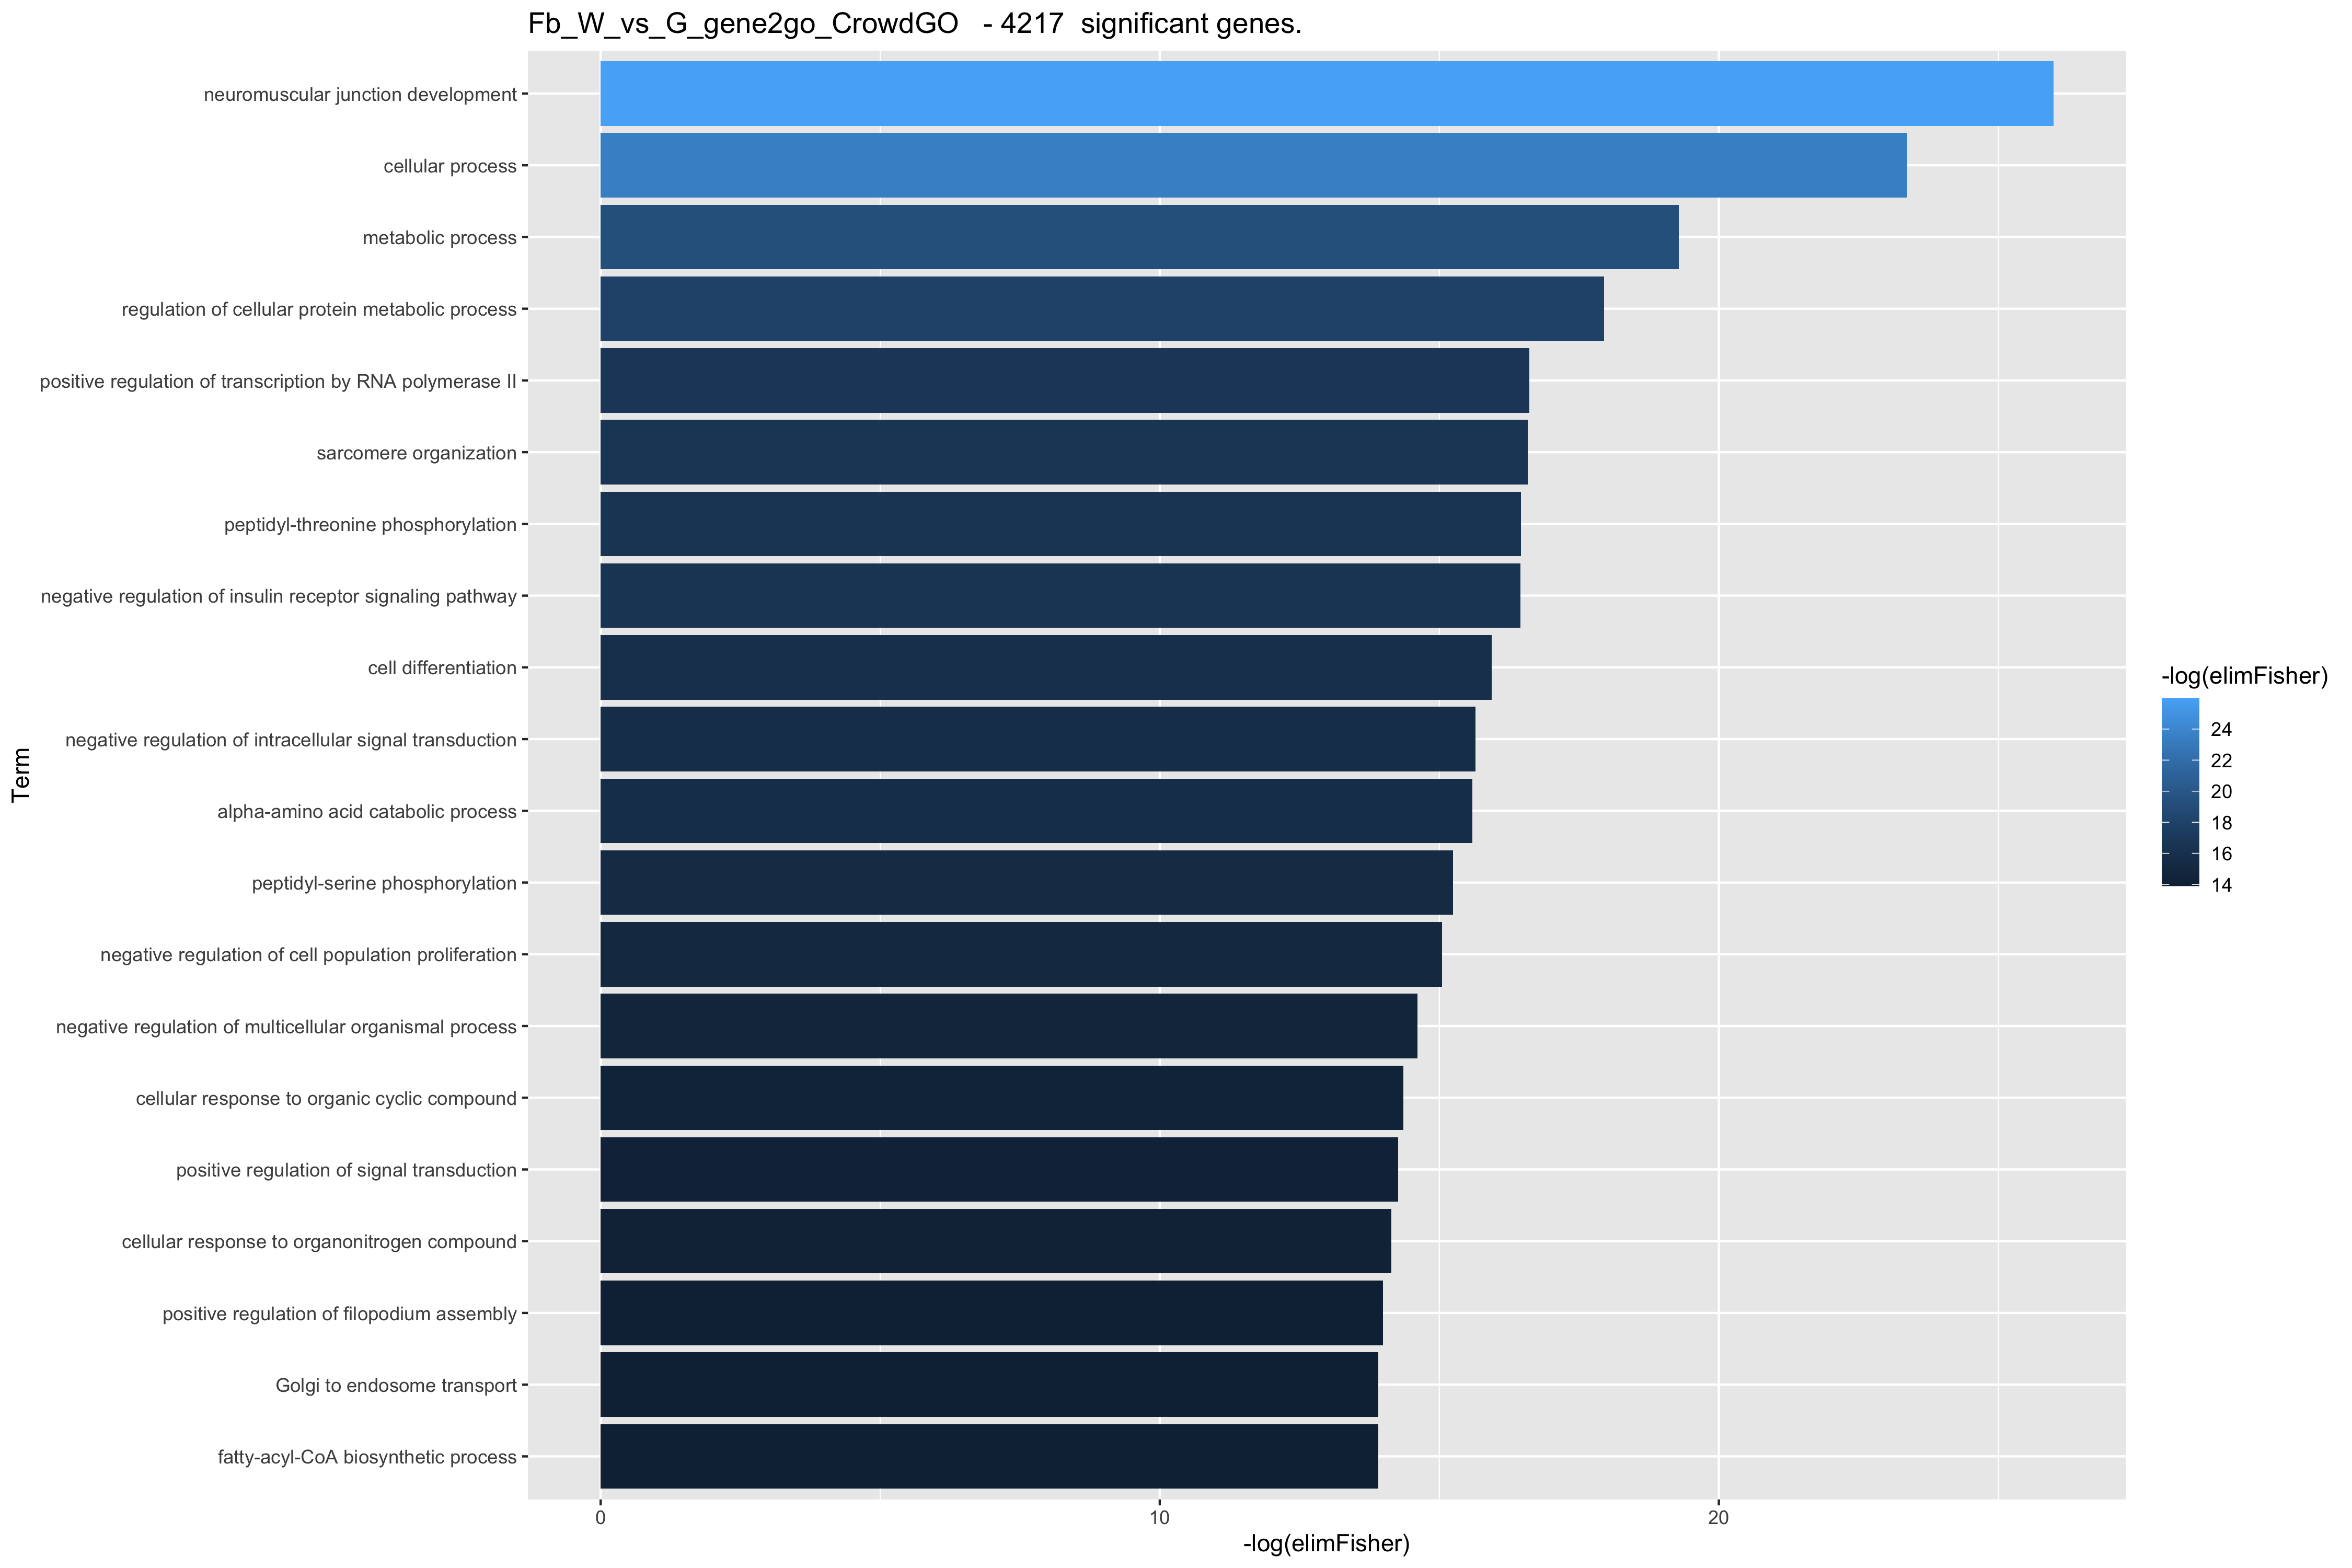 Fb_W_vs_G_gene2go_CrowdGO - 4217 significant genes.
neuromuscular junction development
cellular process
metabolic process
regulation of cellular protein metabolic process
positive regulation of transcription by RNA polymerase II
sarcomere organization
peptidyl-threonine phosphorylation
negative regulation of insulin receptor signaling pathway
cell differentiation
negative regulation of intracellular signal transduction
alpha-amino acid catabolic process
peptidyl-serine phosphorylation
negative regulation of cell population proliferation
negative regulation of multicellular organismal process
cellular response to organic cyclic compound
positive regulation of signal transduction
cellular response to organonitrogen compound
positive regulation of filopodium assembly
Golgi to endosome transport
fatty-acyl-CoA biosynthetic process
Term
0 10 20
-log(elimFisher)
-log(elimFisher)
24
22
20
18
16
14